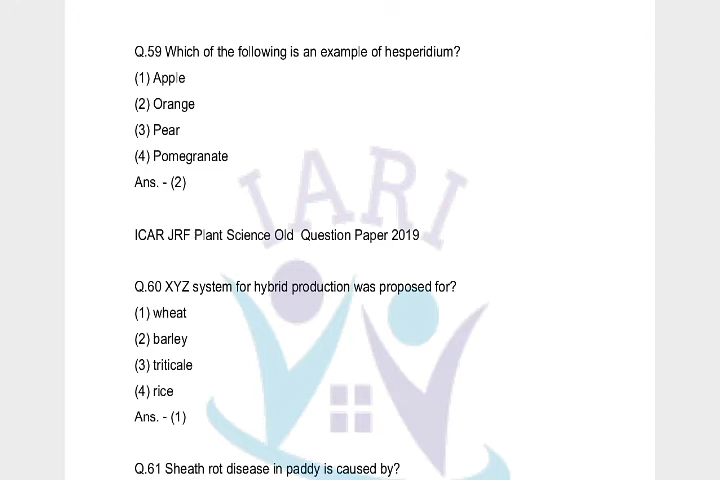 Q.59 Which of the following is an example of hesperidium?
(1) Apple
(2) Orange
(3) Pear
(4) Pomegranate
Ans. - (2)
IARI
ICAR JRF Plant Science Old Question Paper 2019
Q.60 XYZ system for hybrid production was proposed for?
(1) wheat
(2) barley
(3) triticale
(4) rice
Ans. - (1)
Q.61 Sheath rot disease in paddy is caused by?